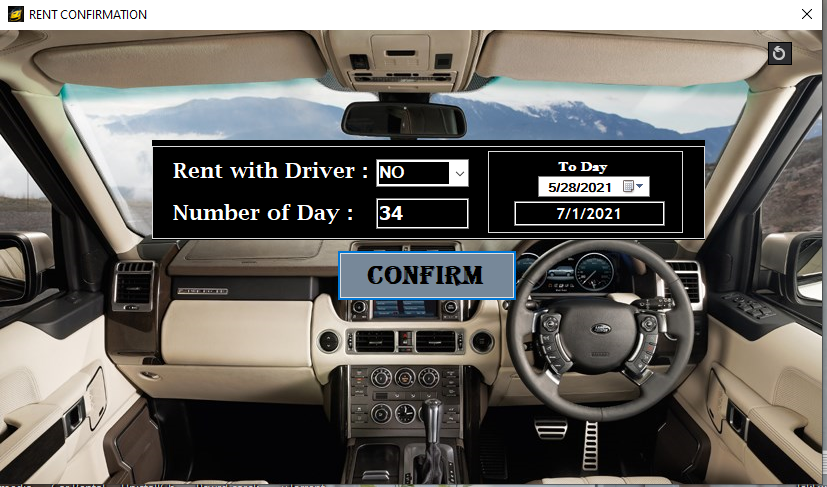 RENT CONFIRMATION
Rent with Driver : NO
To Day
5/28/2021
Number of Day : 34
7/1/2021
CONFIRM